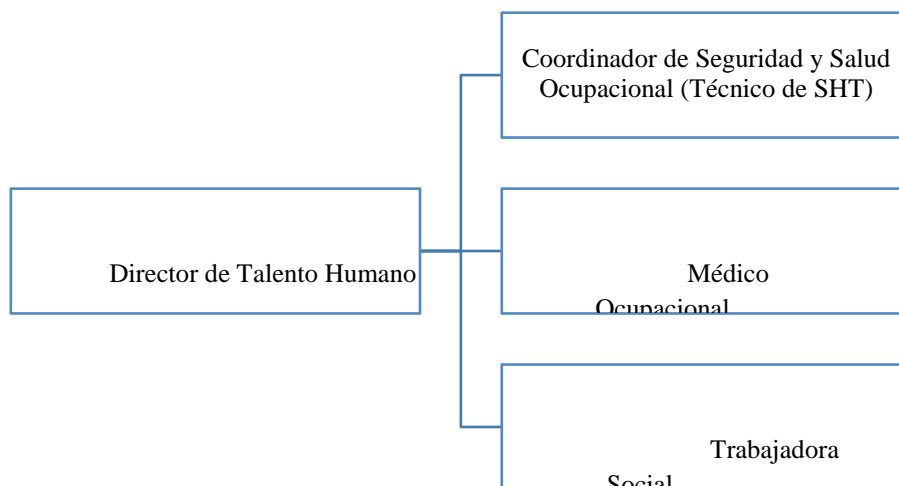 Coordinador de Seguridad y Salud
Ocupacional (Técnico de SHT)
Director de Talento Humano
Médico
Ocupacional
Trabajadora
Social